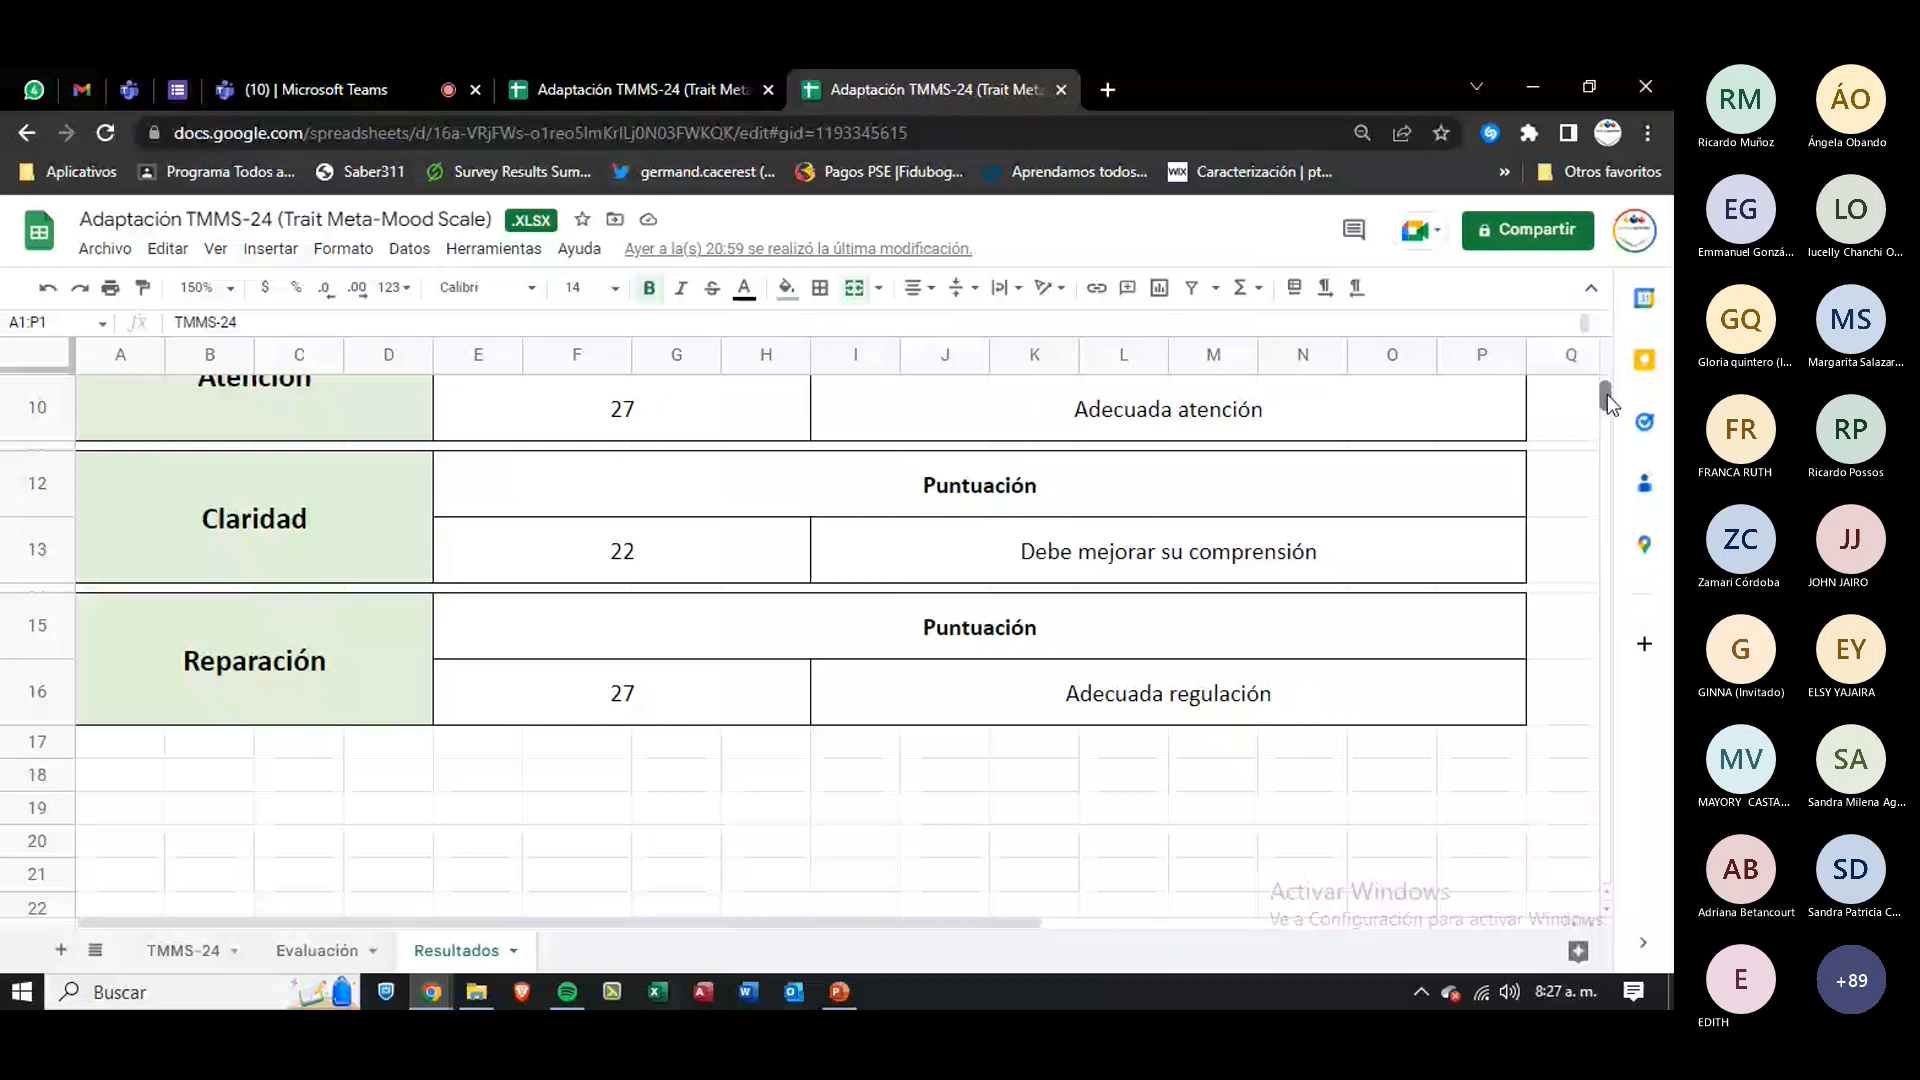 (10) | Microsoft Teams
Adaptación TMMS-24 (Trait Meta
Adaptación TMMS-24 (Trait Meta
docs.google.com/spreadsheets/d/16a-VRjFWs-o1reo5lmKrlLj0N03FWKQK/edit#gid=1193345615
Aplicativos
Programa Todos a...
Saber311
Survey Results Sum...
germand.cacerest (...
Pagos PSE |Fidubog...
Aprendamos todos...
WIX
Caracterización | pt...
»
Otros favoritos
Adaptación TMMS-24 (Trait Meta-Mood Scale)
.XLSX
Archivo Editar Ver Insertar Formato Datos Herramientas Ayuda
Ayer a la(s) 20:59 se realizó la última modificación.
Compartir
150% $ % .0 .00 123 Calibri 14 B I S A
A1:P1 fx TMMS-24
A B C D E F G H I J K L M N O P Q
Atención
10 27 Adecuada atención
12 Puntuación
Claridad
13 22 Debe mejorar su comprensión
15 Puntuación
Reparación
16 27 Adecuada regulación
17
18
19
20
21
22
Activar Windows
Ve a Configuración para activar Windows.
TMMS-24 Evaluación Resultados
Buscar
8:27 a. m.
RM ÁO
Ricardo Muñoz Ángela Obando
EG LO
Emmanuel Gonzá... lucelly Chanchi O...
GQ MS
Gloria quintero (I... Margarita Salazar...
FR RP
FRANCA RUTH Ricardo Possos
ZC JJ
Zamari Córdoba JOHN JAIRO
G EY
GINNA (Invitado) ELSY YAJAIRA
MV SA
MAYORY CASTA... Sandra Milena Ag...
AB SD
Adriana Betancourt Sandra Patricia C...
E +89
EDITH